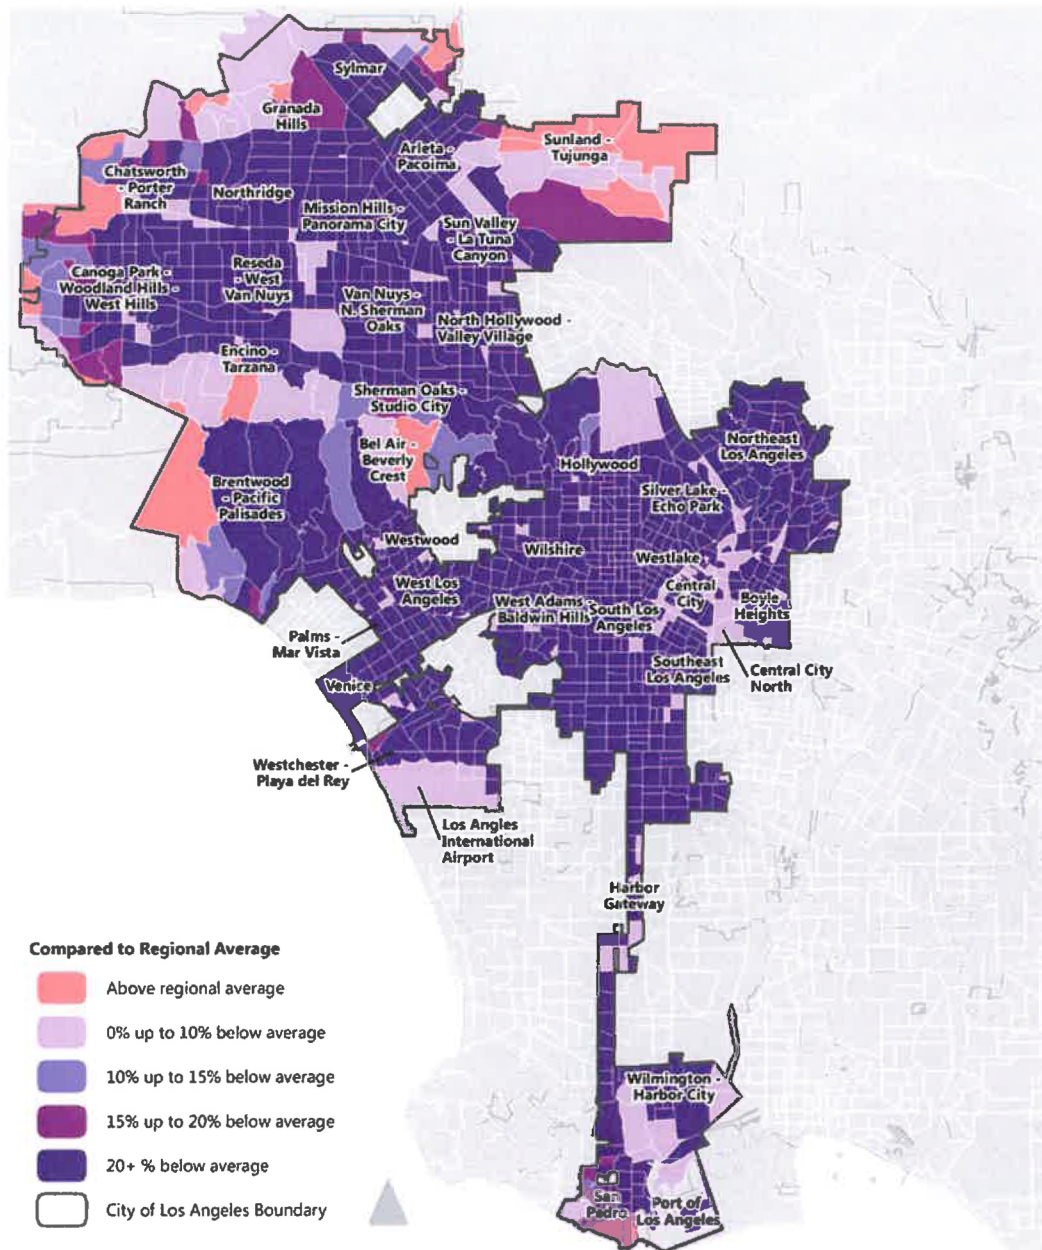 Sylmar
Granada
Hills
Arleta -
Pacoima
Sunland -
Tujunga
Chatsworth
- Porter
Ranch
Northridge
Mission Hills -
Panorama City
Sun Valley
- La Tuna
Canyon
Canoga Park -
Woodland Hills -
West Hills
Reseda
- West
Van Nuys
Van Nuys -
N. Sherman
Oaks
North Hollywood -
Valley Village
Encino -
Tarzana
Sherman Oaks -
Studio City
Bel Air -
Beverly
Crest
Hollywood
Northeast
Los Angeles
Brentwood
- Pacific
Palisades
Silver Lake -
Echo Park
Westwood
Wilshire
Westlake
West Los
Angeles
Central
City
West Adams -
Baldwin Hills
South Los
Angeles
Boyle
Heights
Palms -
Mar Vista
Southeast
Los Angeles
Central City
North
Venice
Westchester -
Playa del Rey
Los Angles
International
Airport
Harbor
Gateway
Wilmington -
Harbor City
San
Pedro
Port of
Los Angeles
Compared to Regional Average
Above regional average
0% up to 10% below average
10% up to 15% below average
15% up to 20% below average
20+ % below average
City of Los Angeles Boundary